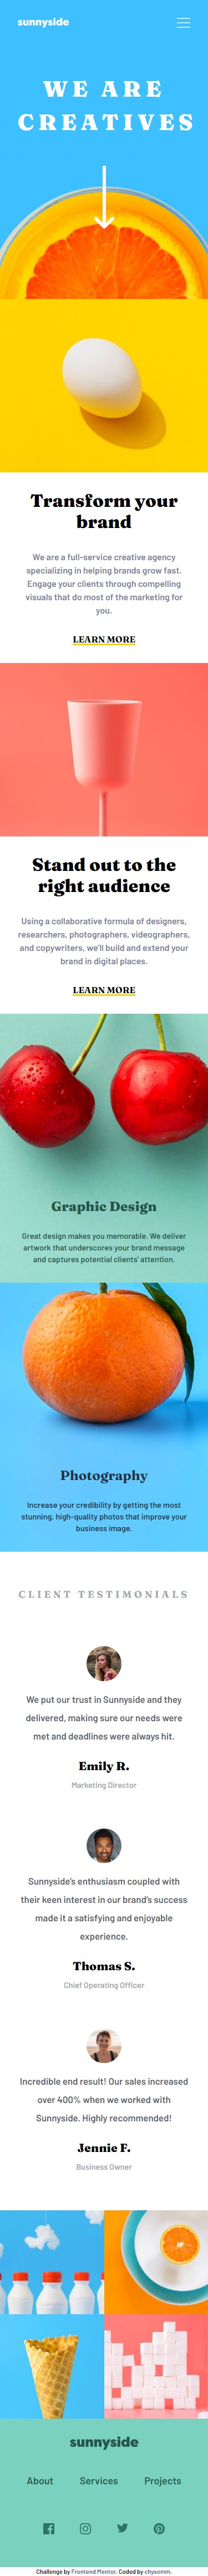 sunnyside
WE ARE
CREATIVES
Transform your
brand
We are a full-service creative agency
specializing in helping brands grow fast.
Engage your clients through compelling
visuals that do most of the marketing for
you.
LEARN MORE
Stand out to the
right audience
Using a collaborative formula of designers,
researchers, photographers, videographers,
and copywriters, we'll build and extend your
brand in digital places.
LEARN MORE
Graphic Design
Great design makes you memorable. We deliver
artwork that underscores your brand message
and captures potential clients' attention.
Photography
Increase your credibility by getting the most
stunning, high-quality photos that improve your
business image.
CLIENT TESTIMONIALS
We put our trust in Sunnyside and they
delivered, making sure our needs were
met and deadlines were always hit.
Emily R.
Marketing Director
Sunnyside's enthusiasm coupled with
their keen interest in our brand's success
made it a satisfying and enjoyable
experience.
Thomas S.
Chief Operating Officer
Incredible end result! Our sales increased
over 400% when we worked with
Sunnyside. Highly recommended!
Jennie F.
Business Owner
sunnyside
About Services Projects
Challenge by Frontend Mentor. Coded by chysomm.